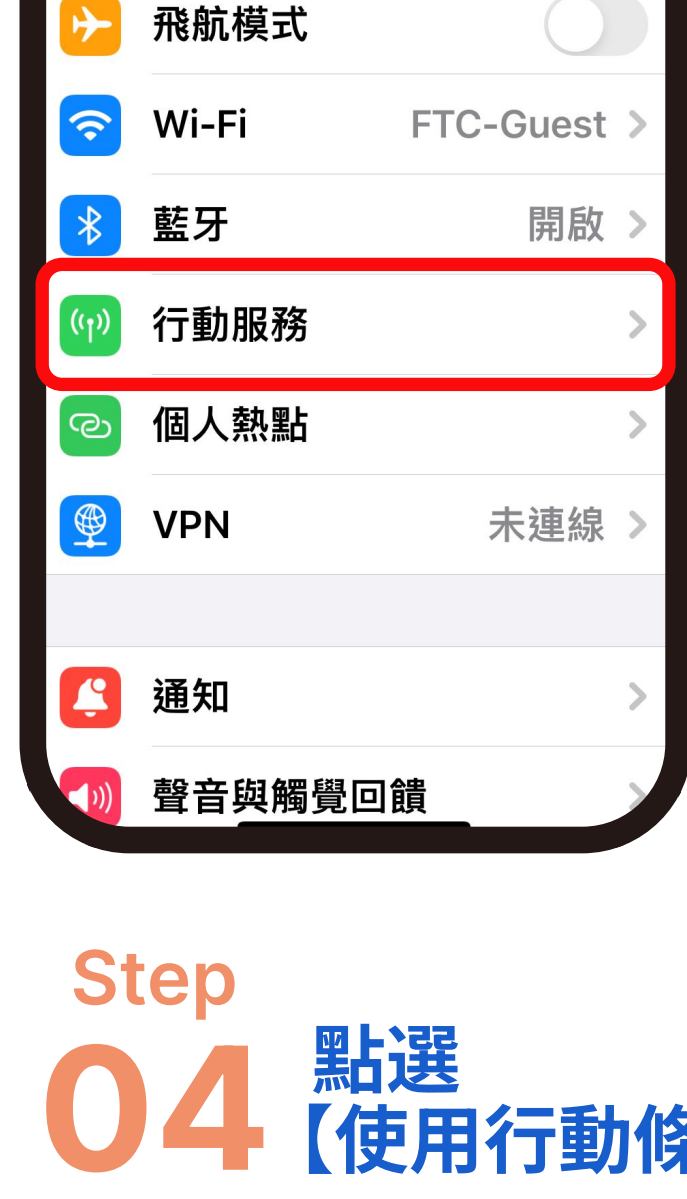 飛航模式
Wi-Fi FTC-Guest
藍牙 開啟
行動服務
個人熱點
VPN 未連線
通知
聲音與觸覺回饋
Step
04 點選
【使用行動條